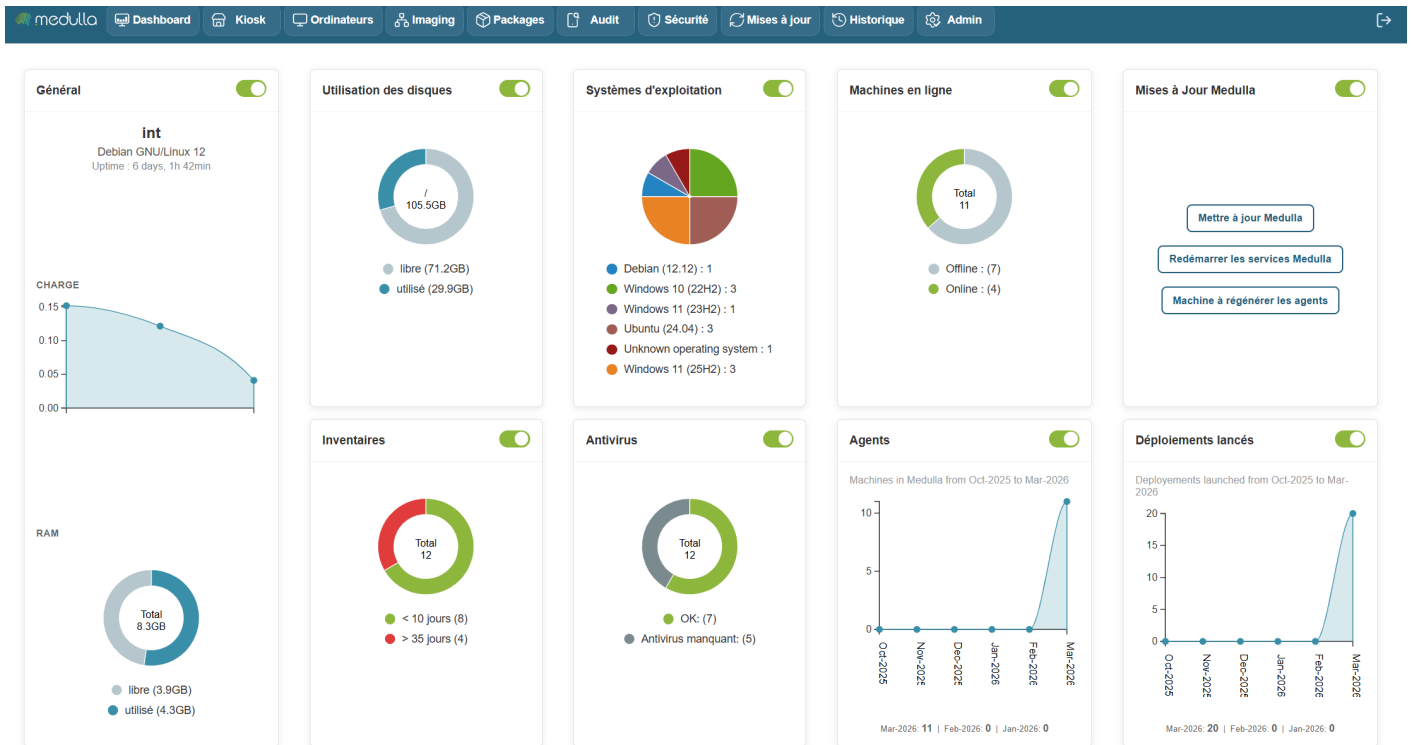 medulla
Dashboard
Kiosk
Ordinateurs
Imaging
Packages
Audit
Sécurité
Mises à jour
Historique
Admin
Général
int
Debian GNU/Linux 12
Uptime : 6 days, 1h 42min
CHARGE
0.15
0.10
0.05
0.00
RAM
Total
8.3GB
libre (3.9GB)
utilisé (4.3GB)
Utilisation des disques
/
105.5GB
libre (71.2GB)
utilisé (29.9GB)
Systèmes d'exploitation
Debian (12.12) : 1
Windows 10 (22H2) : 3
Windows 11 (23H2) : 1
Ubuntu (24.04) : 3
Unknown operating system : 1
Windows 11 (25H2) : 3
Machines en ligne
Total
11
Offline : (7)
Online : (4)
Mises à Jour Medulla
Mettre à jour Medulla
Redémarrer les services Medulla
Machine à régénérer les agents
Inventaires
Total
12
< 10 jours (8)
> 35 jours (4)
Antivirus
Total
12
OK: (7)
Antivirus manquant: (5)
Agents
Machines in Medulla from Oct-2025 to Mar-2026
10
5
0
Oct-2025
Nov-2025
Dec-2025
Jan-2026
Feb-2026
Mar-2026
Mar-2026: 11 | Feb-2026: 0 | Jan-2026: 0
Déploiements lancés
Deployements launched from Oct-2025 to Mar-
2026
20
15
10
5
0
Oct-2025
Nov-2025
Dec-2025
Jan-2026
Feb-2026
Mar-2026
Mar-2026: 20 | Feb-2026: 0 | Jan-2026: 0